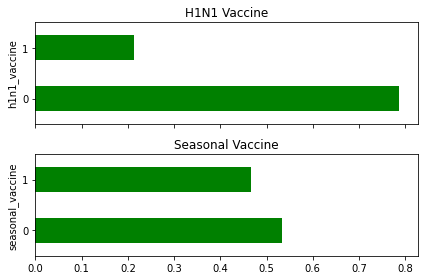 H1N1 Vaccine
h1n1_vaccine
1
0
Seasonal Vaccine
seasonal_vaccine
1
0
0.0 0.1 0.2 0.3 0.4 0.5 0.6 0.7 0.8